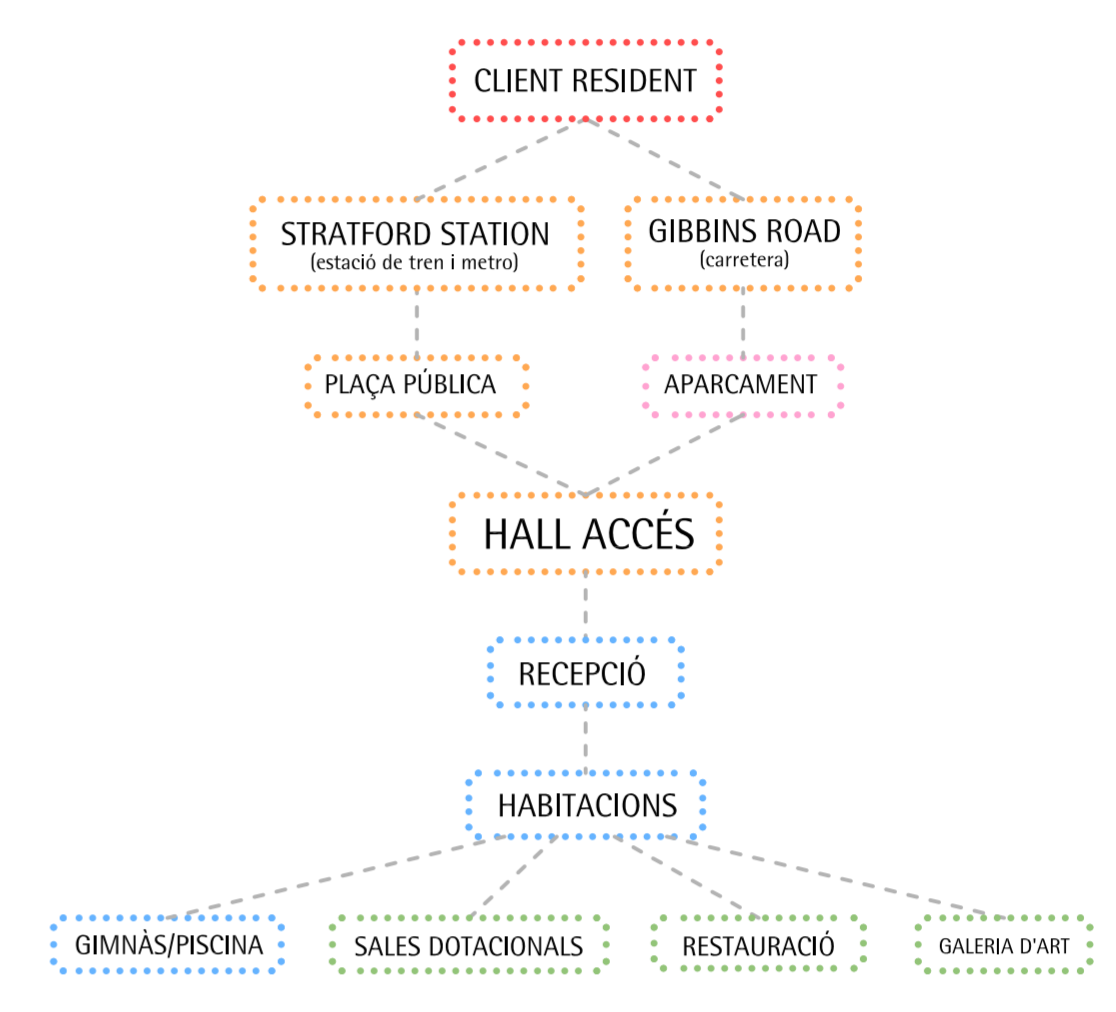 CLIENT RESIDENT
STRATFORD STATION
(estació de tren i metro)
GIBBINS ROAD
(carretera)
PLAÇA PÚBLICA
APARCAMENT
HALL ACCÉS
RECEPCIÓ
HABITACIONS
GIMNÀS/PISCINA
SALES DOTACIONALS
RESTAURACIÓ
GALERIA D'ART